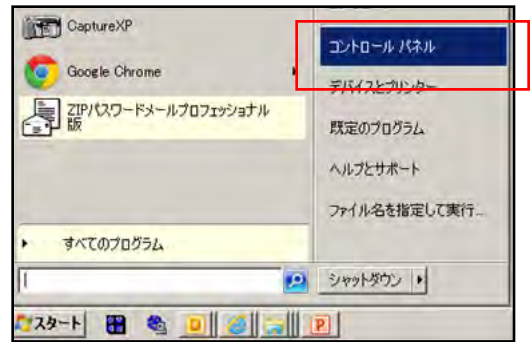 CaptureXP
Google Chrome
ZIPパスワードメールプロフェッショナル
版
すべてのプログラム
コントロール パネル
デバイスとプリンター
既定のプログラム
ヘルプとサポート
ファイル名を指定して実行...
シャットダウン
スタート